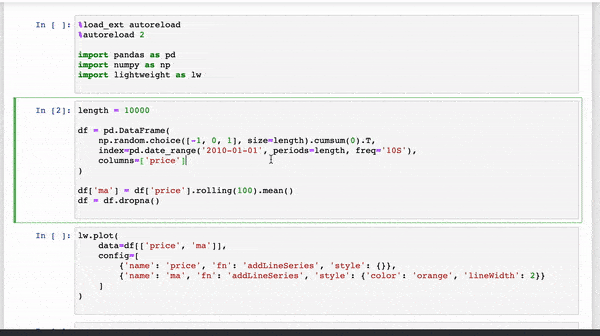 In [ ]: %load_ext autoreload
%autoreload 2
import pandas as pd
import numpy as np
import lightweight as lw
In [2]: length = 10000
df = pd.DataFrame(
np.random.choice([-1, 0, 1], size=length).cumsum(0).T,
index=pd.date_range('2010-01-01', periods=length, freq='10S'),
columns=['price']
)
df['ma'] = df['price'].rolling(100).mean()
df = df.dropna()
In [ ]: lw.plot(
data=df[['price', 'ma']],
config=[
{'name': 'price', 'fn': 'addLineSeries', 'style': {}},
{'name': 'ma', 'fn': 'addLineSeries', 'style': {'color': 'orange', 'lineWidth': 2}}
]
)